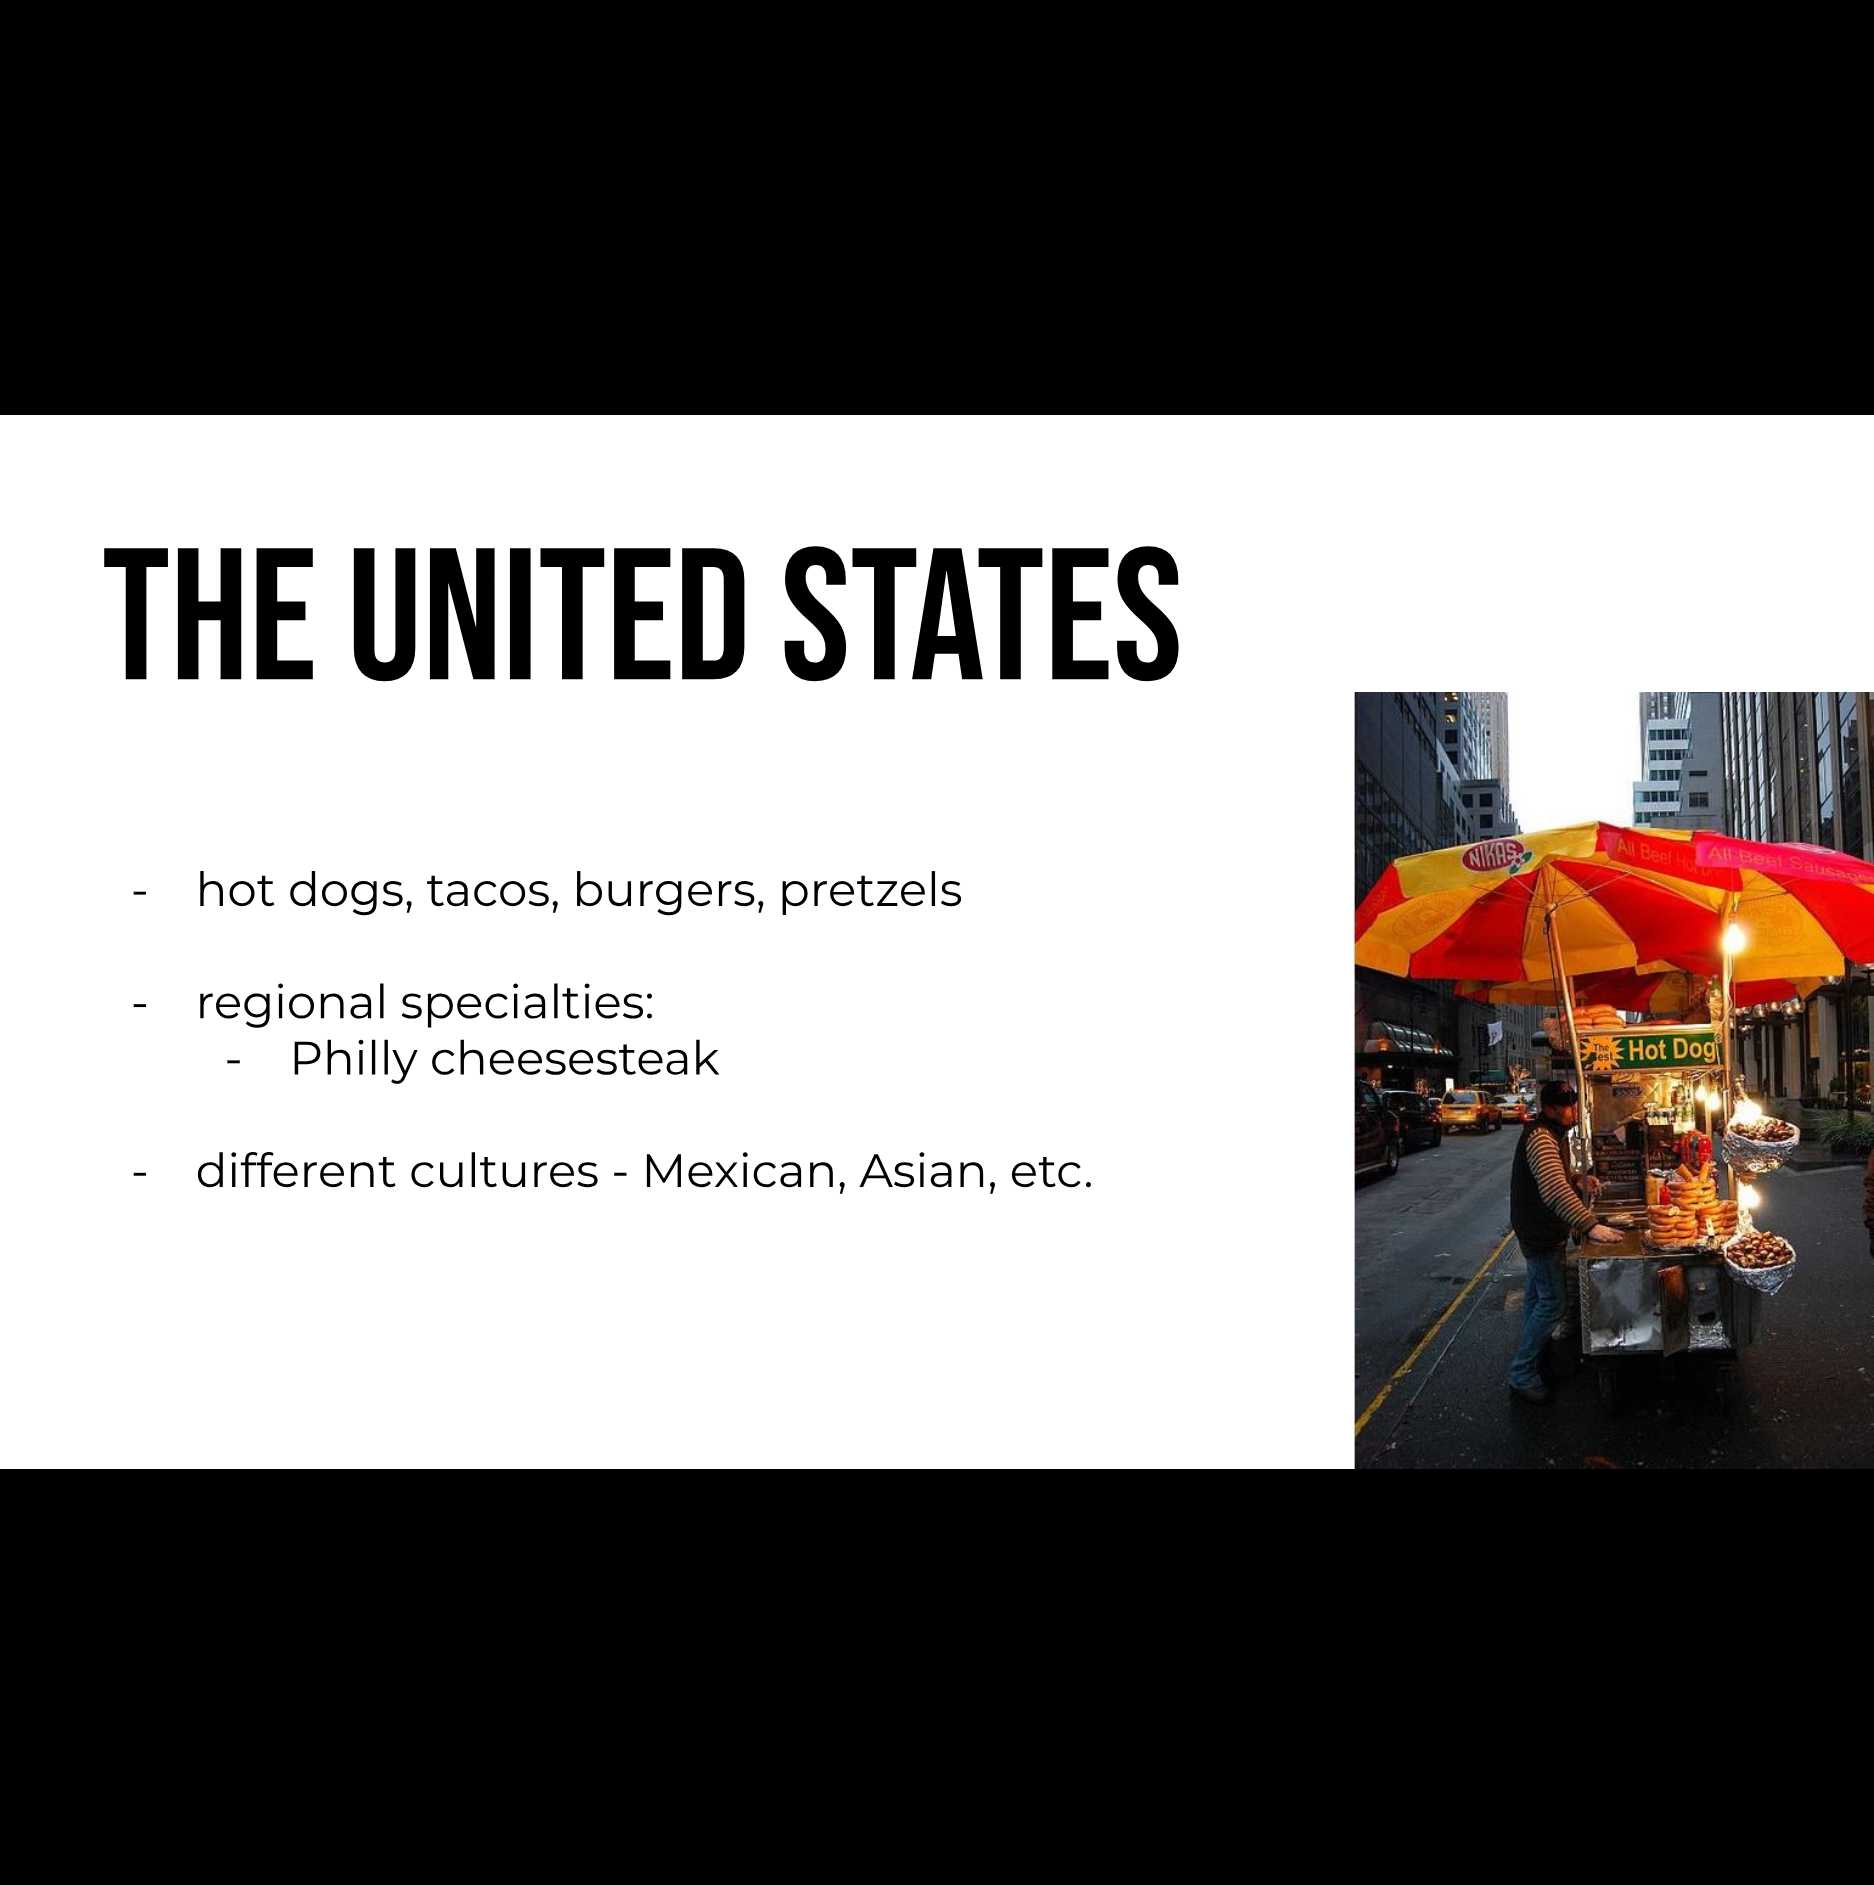 THE UNITED STATES
- hot dogs, tacos, burgers, pretzels
- regional specialties:
- Philly cheesesteak
- different cultures - Mexican, Asian, etc.
NIKAS
All Beef Hot D
All Beef Sausages
The Best Hot Dog